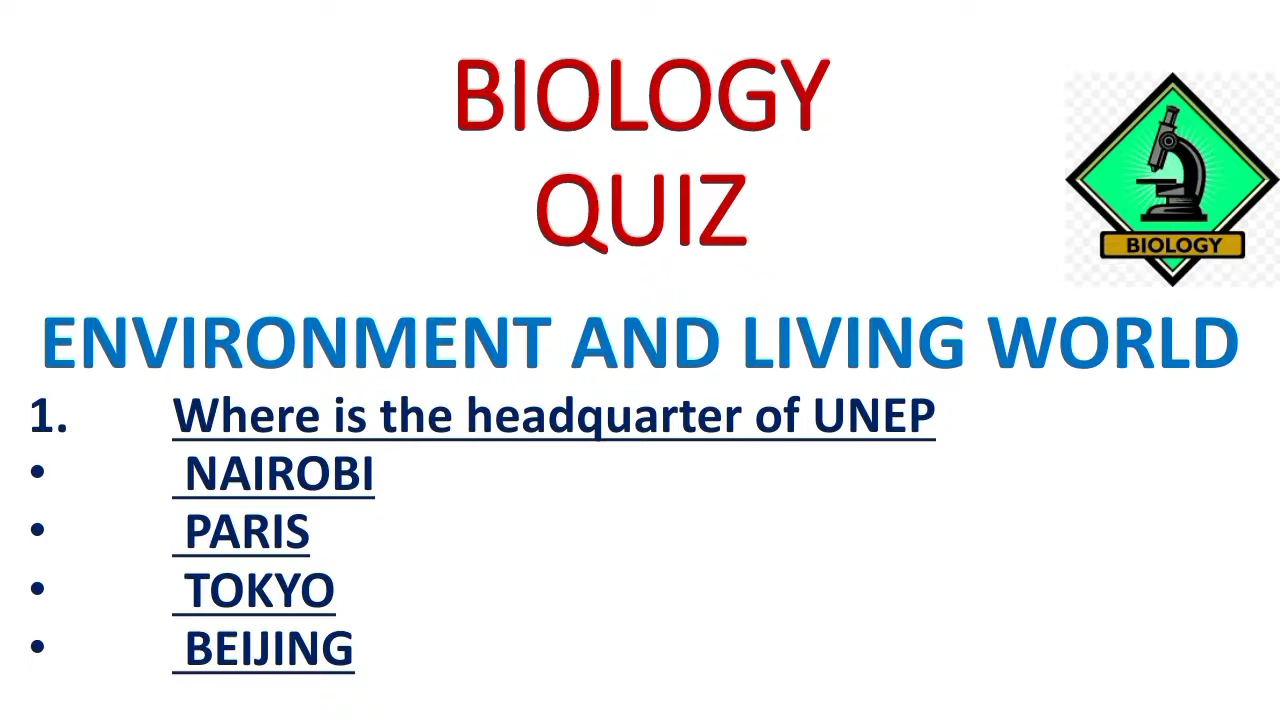 BIOLOGY
QUIZ
BIOLOGY
ENVIRONMENT AND LIVING WORLD
1. Where is the headquarter of UNEP
• NAIROBI
• PARIS
• TOKYO
• BEIJING